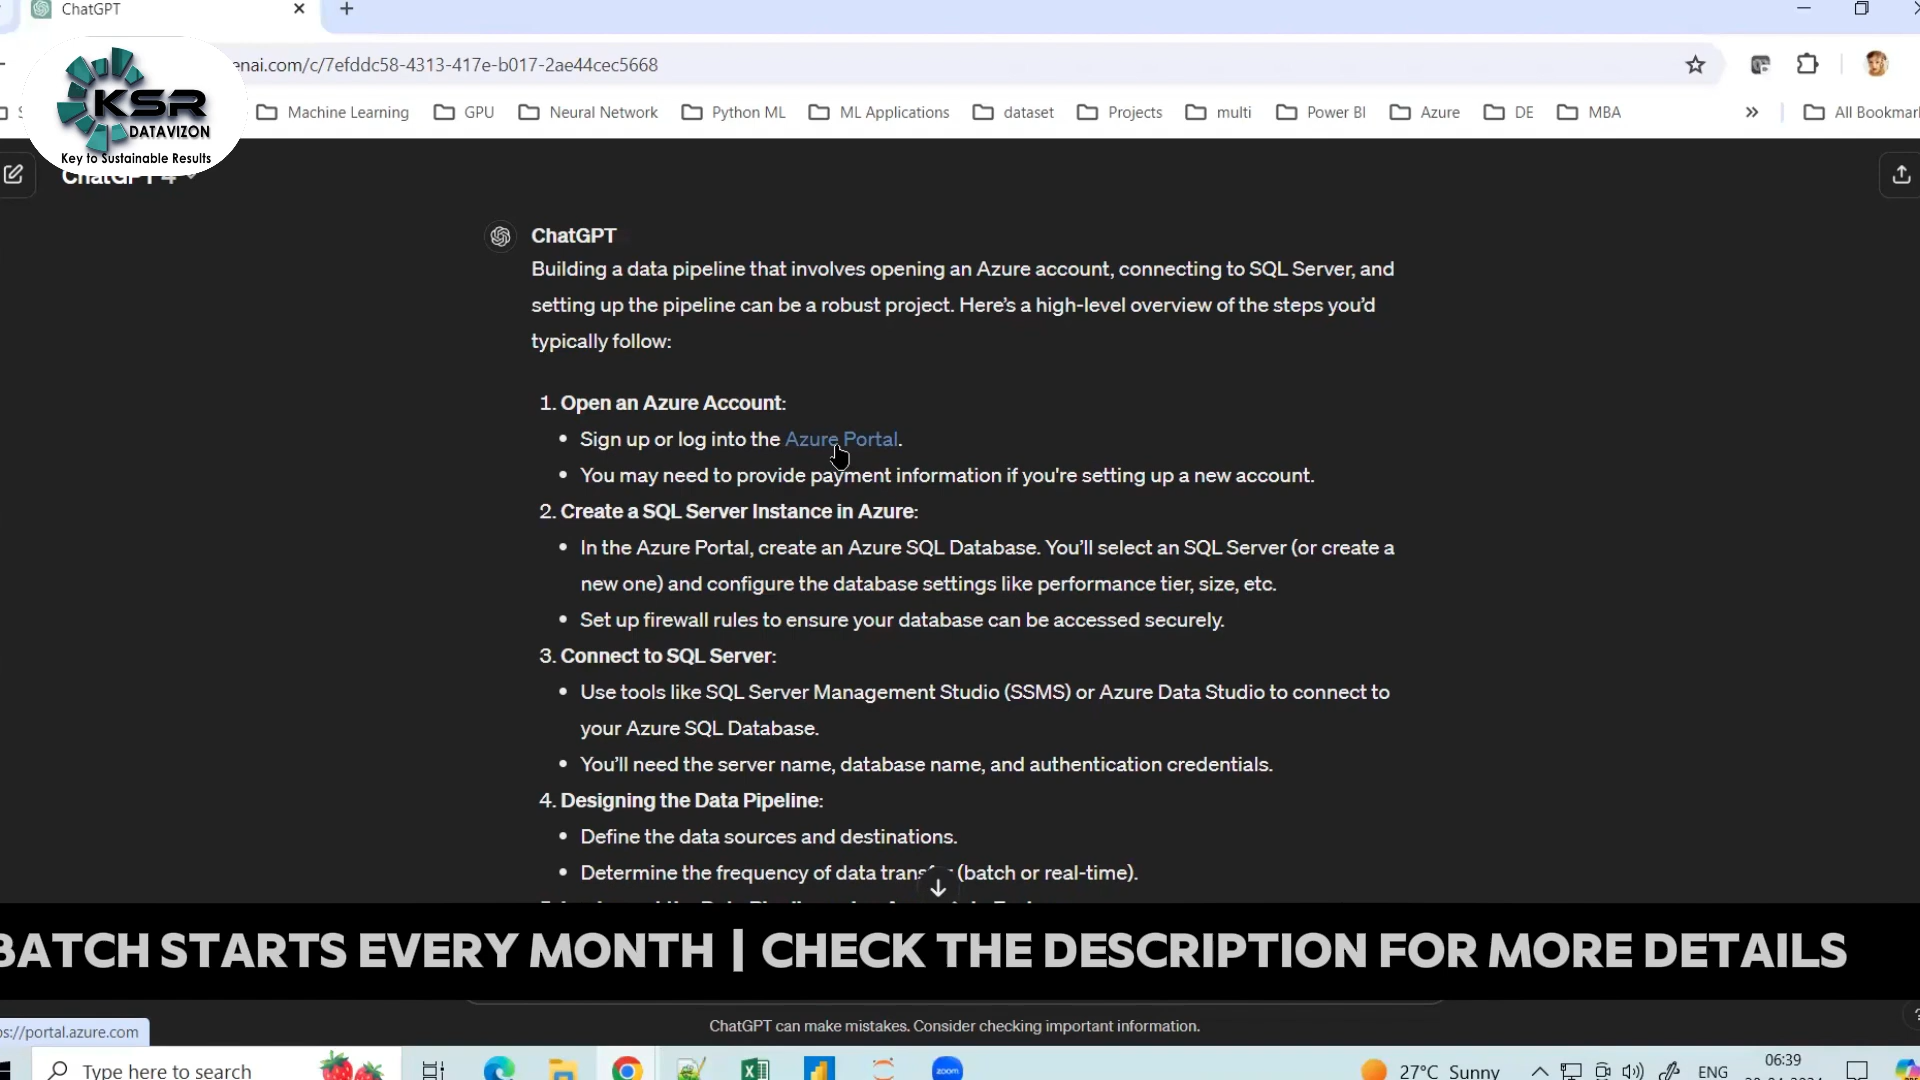 ChatGPT
enai.com/c/7efddc58-4313-417e-b017-2ae44cec5668
Machine Learning
GPU
Neural Network
Python ML
ML Applications
dataset
Projects
multi
Power BI
Azure
DE
MBA
All Bookmar
KSR
DATAVIZON
Key to Sustainable Results
ChatGPT 4
ChatGPT
Building a data pipeline that involves opening an Azure account, connecting to SQL Server, and
setting up the pipeline can be a robust project. Here's a high-level overview of the steps you'd
typically follow:
1. Open an Azure Account:
• Sign up or log into the Azure Portal.
• You may need to provide payment information if you're setting up a new account.
2. Create a SQL Server Instance in Azure:
• In the Azure Portal, create an Azure SQL Database. You'll select an SQL Server (or create a
new one) and configure the database settings like performance tier, size, etc.
• Set up firewall rules to ensure your database can be accessed securely.
3. Connect to SQL Server:
• Use tools like SQL Server Management Studio (SSMS) or Azure Data Studio to connect to
your Azure SQL Database.
• You'll need the server name, database name, and authentication credentials.
4. Designing the Data Pipeline:
• Define the data sources and destinations.
• Determine the frequency of data transfer (batch or real-time).
BATCH STARTS EVERY MONTH | CHECK THE DESCRIPTION FOR MORE DETAILS
ChatGPT can make mistakes. Consider checking important information.
ps://portal.azure.com
Type here to search
zoom
27°C Sunny
ENG
06:39